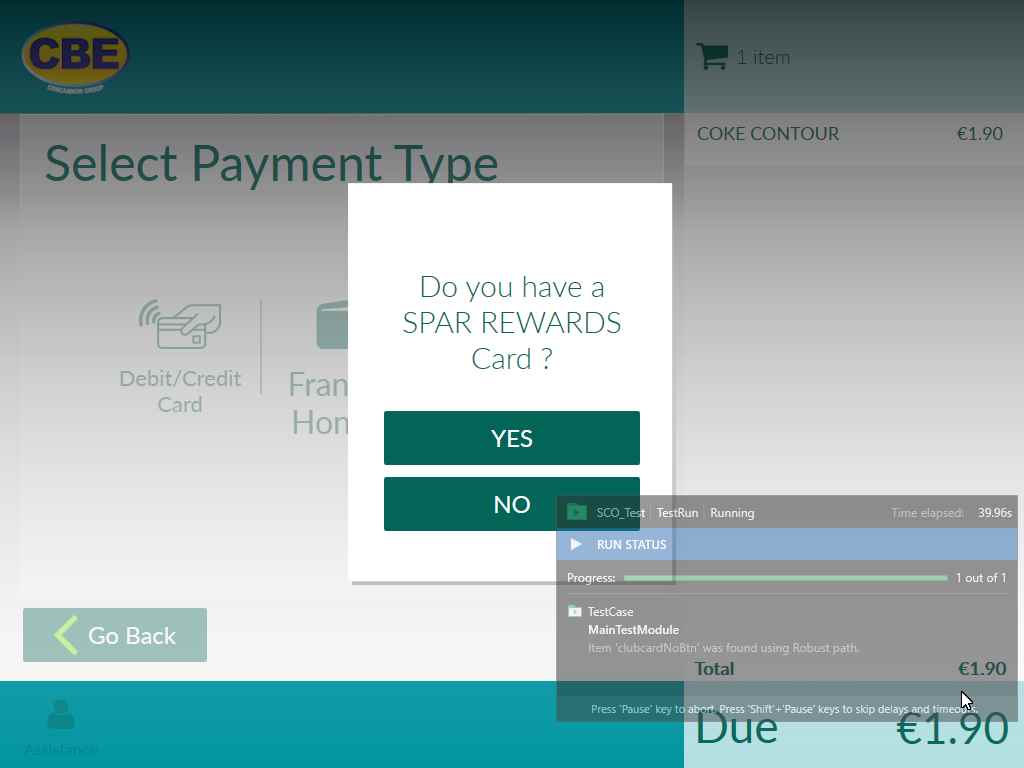 CBE
CONCANNON GROUP
1 item
COKE CONTOUR €1.90
Select Payment Type
Do you have a
SPAR REWARDS
Card ?
YES
NO
Debit/Credit
Card
Fran
Hon
Go Back
Assistance
SCO_Test TestRun Running Time elapsed: 39.96s
RUN STATUS
Progress: 1 out of 1
TestCase
MainTestModule
Item 'clubcardNoBtn' was found using Robust path.
Total €1.90
Press 'Pause' key to abort. Press 'Shift'+'Pause' keys to skip delays and timeouts.
Due €1.90